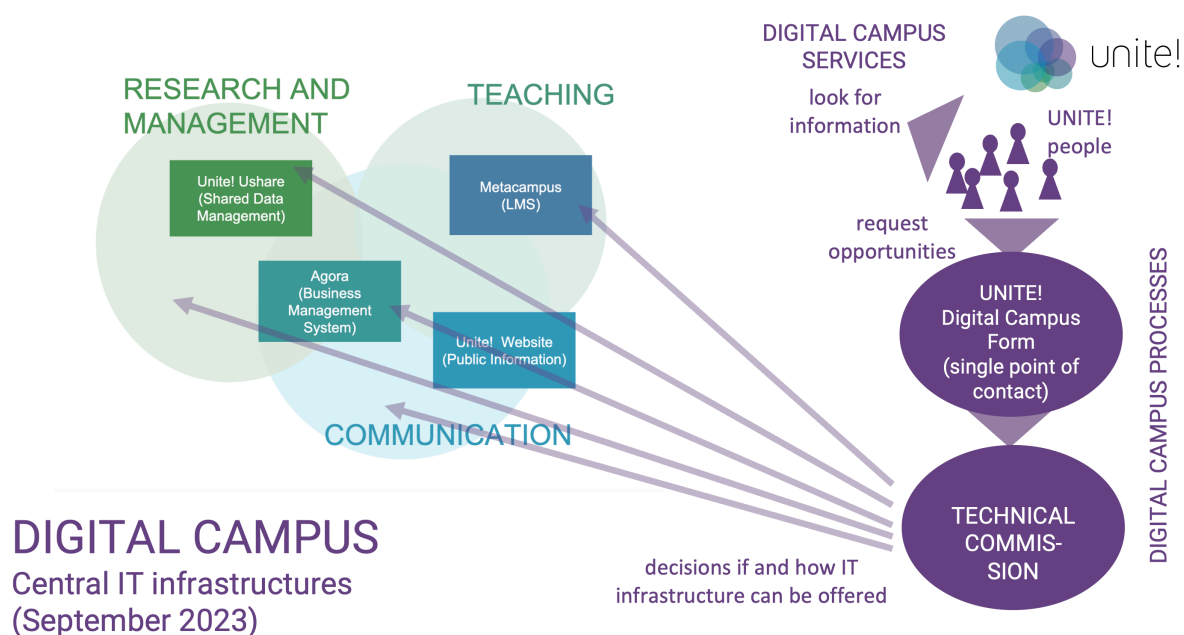 DIGITAL CAMPUS
SERVICES
unite!
look for
information
UNITE!
people
RESEARCH AND
MANAGEMENT
TEACHING
Unite! Ushare
(Shared Data
Management)
Metacampus
(LMS)
request
opportunities
Agora
(Business
Management
System)
Unite! Website
(Public Information)
UNITE!
Digital Campus
Form
(single point of
contact)
DIGITAL CAMPUS PROCESSES
COMMUNICATION
TECHNICAL
COMMIS-
SION
decisions if and how IT
infrastructure can be offered
DIGITAL CAMPUS
Central IT infrastructures
(September 2023)